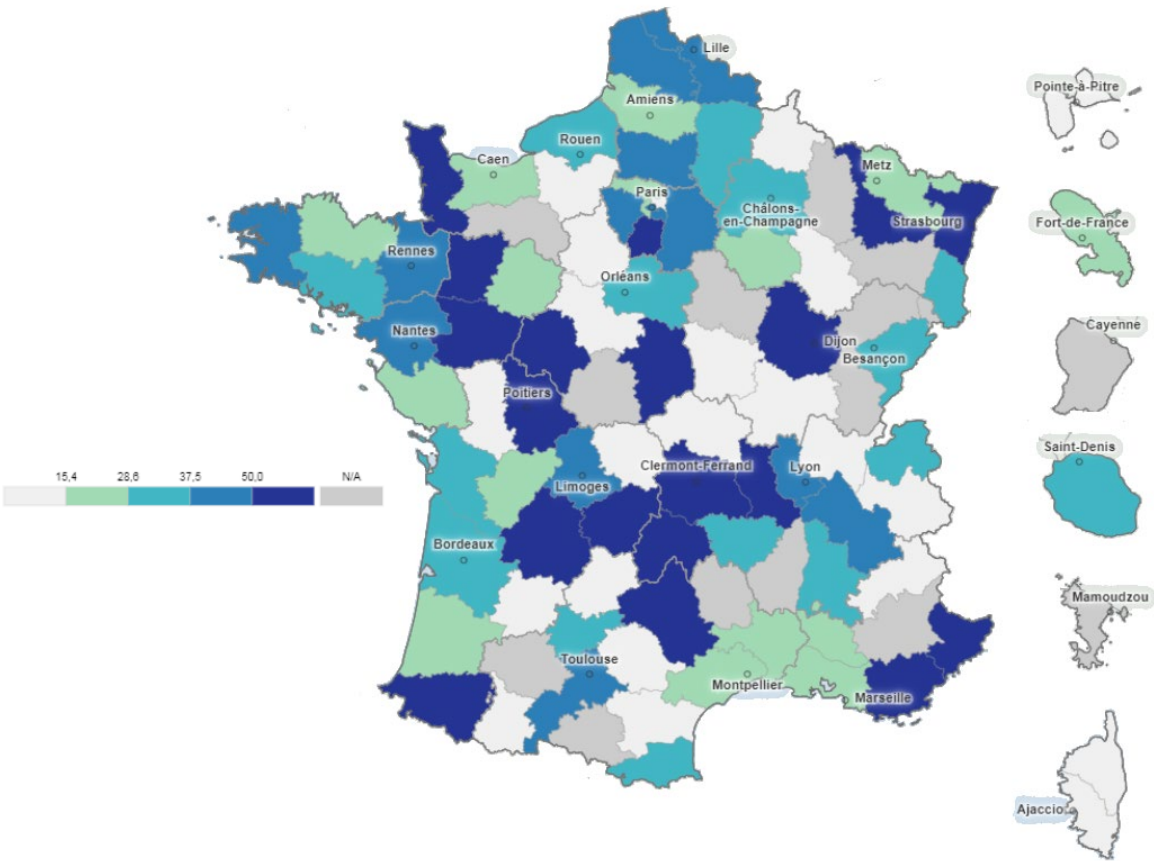 Lille
Pointe-à-Pitre
Amiens
Rouen
Caen
Metz
Paris
Châlons-
en-Champagne
Strasbourg
Fort-de-France
Rennes
Orléans
Nantes
Dijon
Besançon
Cayenne
Poitiers
Saint-Denis
Clermont-Ferrand
Lyon
Limoges
15,4 28,6 37,5 50,0 N/A
Bordeaux
Mamoudzou
Toulouse
Montpellier
Marseille
Ajaccio